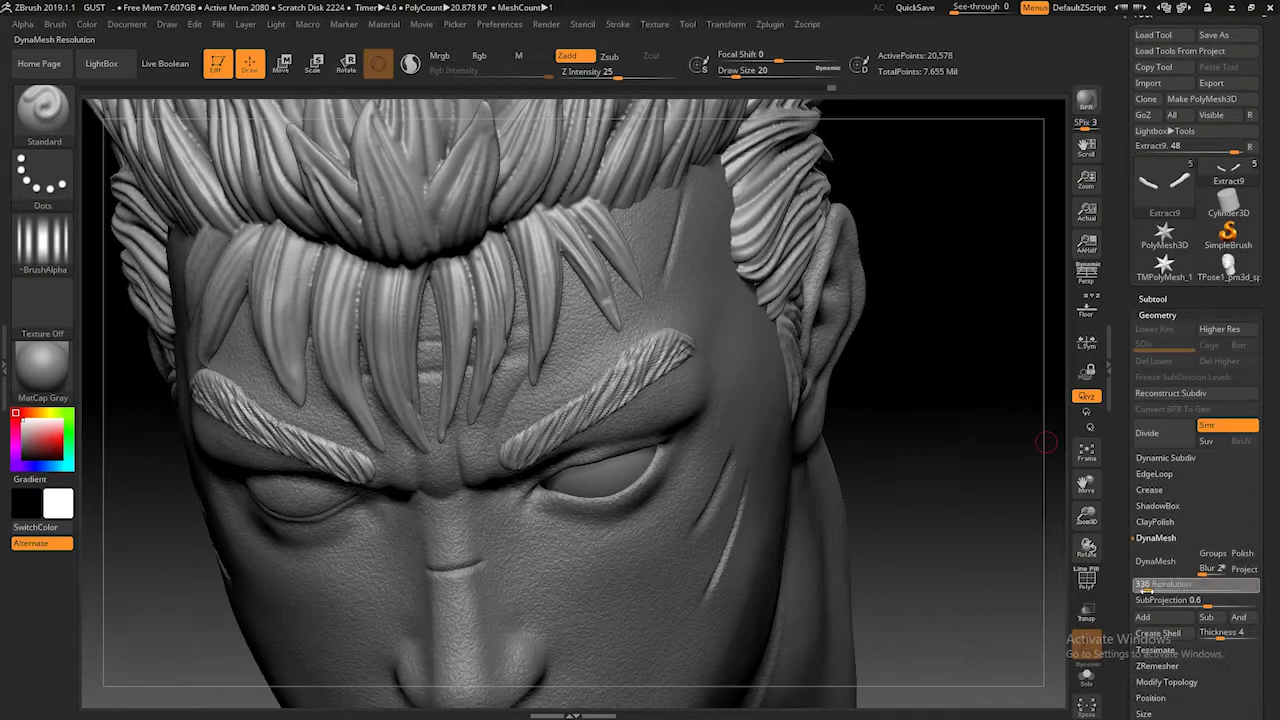 ZBrush 2019.1.1 GUST .. • Free Mem 7.607GB • Active Mem 2080 • Scratch Disk 2224 • Timer▶4.6 • PolyCount▶20.878 KP • MeshCount▶1 AC QuickSave See-through 0 Menus DefaultZScript
Alpha Brush Color Document Draw Edit File Layer Light Macro Marker Material Movie Picker Preferences Render Stencil Stroke Texture Tool Transform Zplugin Zscript
DynaMesh Resolution
Home Page LightBox Live Boolean Edit Draw Move Scale Rotate
Mrgb Rgb M Zadd Zsub Zcut
Rgb Intensity Z Intensity 25
Focal Shift 0
Draw Size 20 Dynamic
ActivePoints: 20,578
TotalPoints: 7.655 Mil
S D
Standard
Dots
~BrushAlpha
Texture Off
MatCap Gray
Gradient
SwitchColor
Alternate
BPR
SPix 3
Scroll
Zoom
Actual
AAHalf
Dynamic
Persp
Floor
L.Sym
XYZ
Frame
Move
Zoom3D
Rotate
Line Fill
PolyF
Transp
Dynamic
Solo
Xpose
Tool
Load Tool Save As
Load Tools From Project
Copy Tool Paste Tool
Import Export
Clone Make PolyMesh3D
GoZ All Visible R
Lightbox▶Tools
Extract9. 48 R
5 5
Extract9
Extract9
Cylinder3D
PolyMesh3D SimpleBrush
TMPolyMesh_1 TPose1_pm3d_sp
Subtool
Geometry
Lower Res Higher Res
SDiv Cage Rstr
Del Lower Del Higher
Freeze SubDivision Levels
Reconstruct Subdiv
Convert BPR To Geo
Divide Smt
Suv ReUV
Dynamic Subdiv
EdgeLoop
Crease
ShadowBox
ClayPolish
DynaMesh
DynaMesh Groups Polish
Blur 2 Project
336 Resolution
SubProjection 0.6
Add Sub And
Create Shell Thickness 4
Activate Windows
Go to Settings to activate Windows.
Tessimate
ZRemesher
Modify Topology
Position
Size